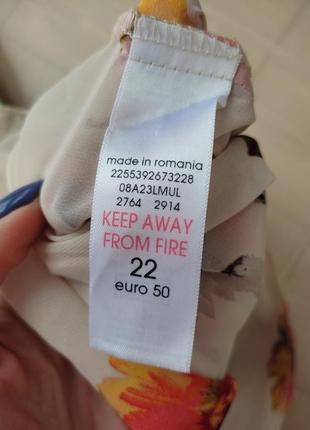 made in romania
2255392673228
08A23LMUL
2764 2914
KEEP AWAY
FROM FIRE
22
euro 50